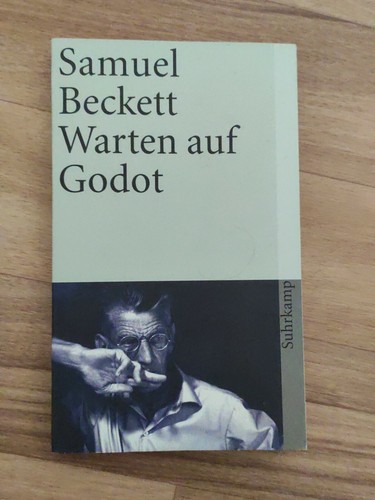 Samuel
Beckett
Warten auf
Godot
Suhrkamp